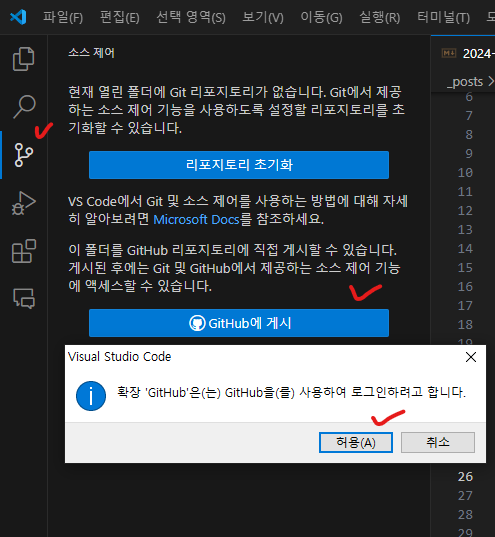 파일(F) 편집(E) 선택 영역(S) 보기(V) 이동(G) 실행(R) 터미널(T)
소스 제어
2024-
_posts
현재 열린 폴더에 Git 리포지토리가 없습니다. Git에서 제공
하는 소스 제어 기능을 사용하도록 설정할 리포지토리를 초
기화할 수 있습니다.
리포지토리 초기화
VS Code에서 Git 및 소스 제어를 사용하는 방법에 대해 자세
히 알아보려면 Microsoft Docs를 참조하세요.
이 폴더를 GitHub 리포지토리에 직접 게시할 수 있습니다.
게시된 후에는 Git 및 GitHub에서 제공하는 소스 제어 기능
에 액세스할 수 있습니다.
GitHub에 게시
6
7
8
9
10
11
12
13
14
15
16
17
18
Visual Studio Code
확장 'GitHub'은(는) GitHub을(를) 사용하여 로그인하려고 합니다.
허용(A)
취소
26
27
28
29